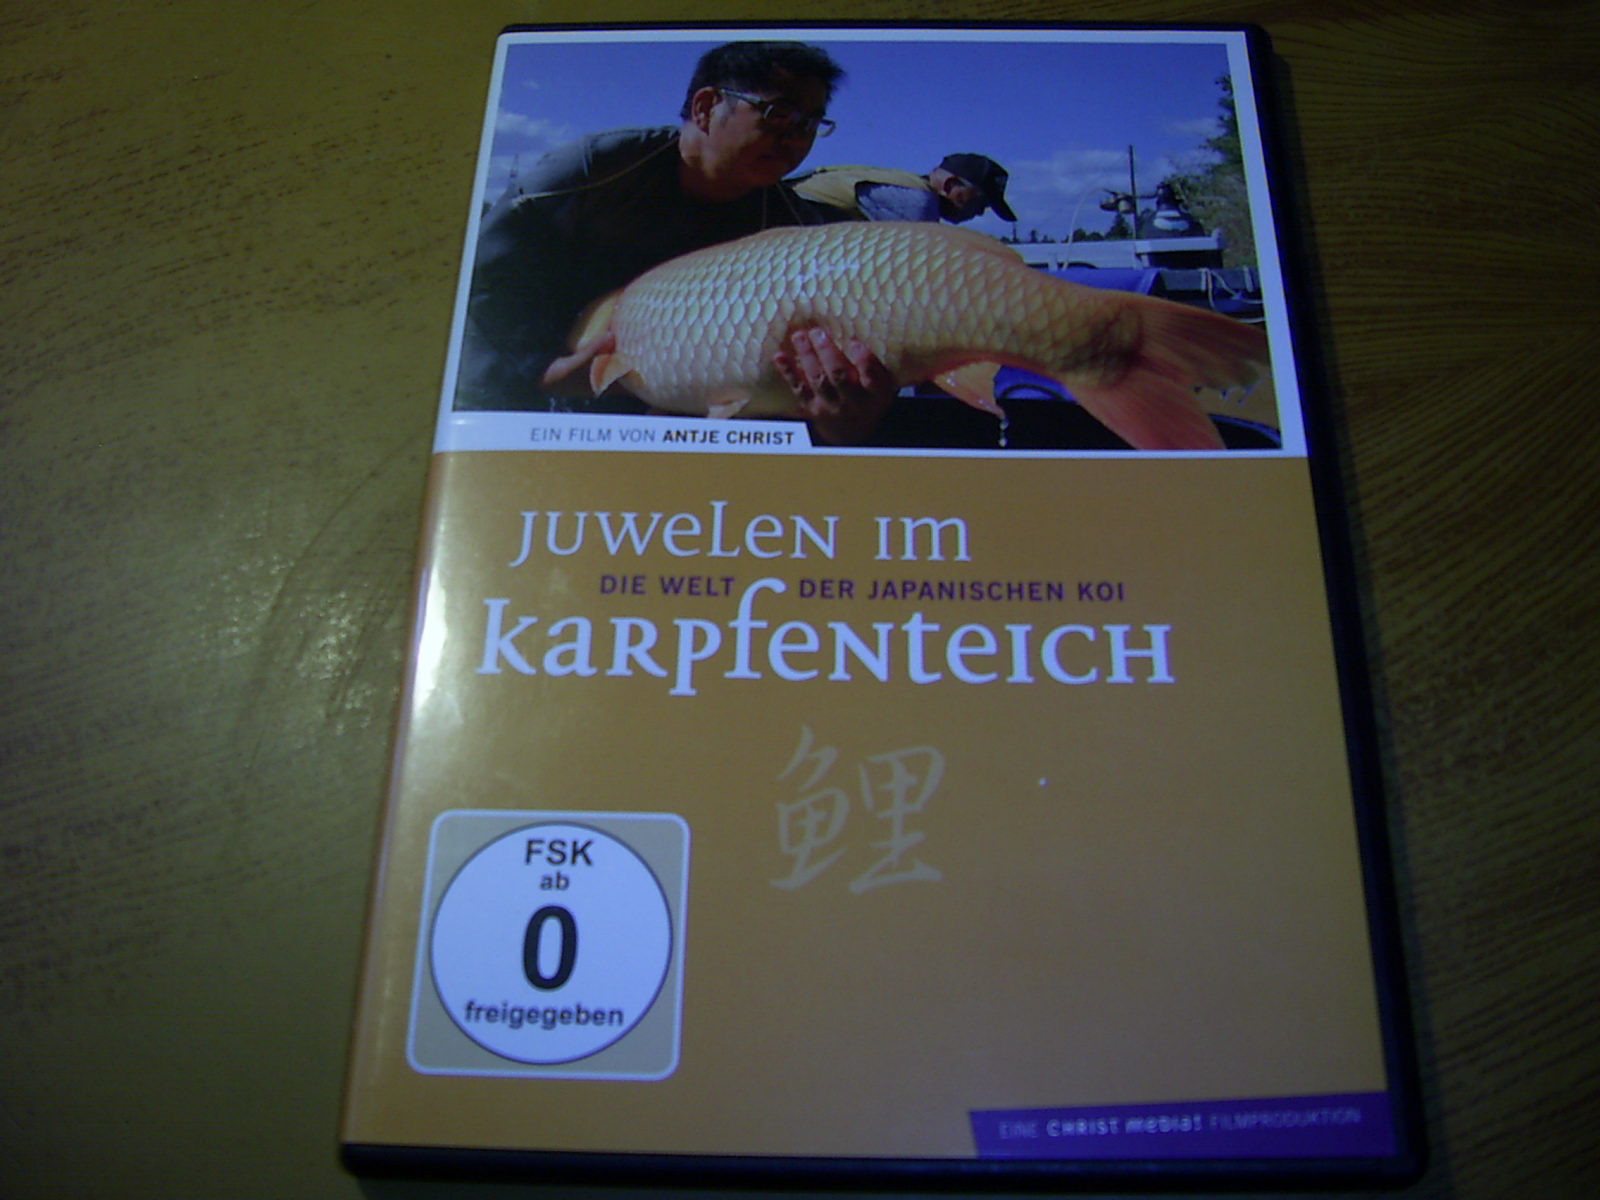 EIN FILM VON ANTJE CHRIST
JUWELEN IM
DIE WELT DER JAPANISCHEN KOI
KARPFENTEICH
鯉
FSK
ab
0
freigegeben
EINE CHRIST MEDIA! FILMPRODUKTION